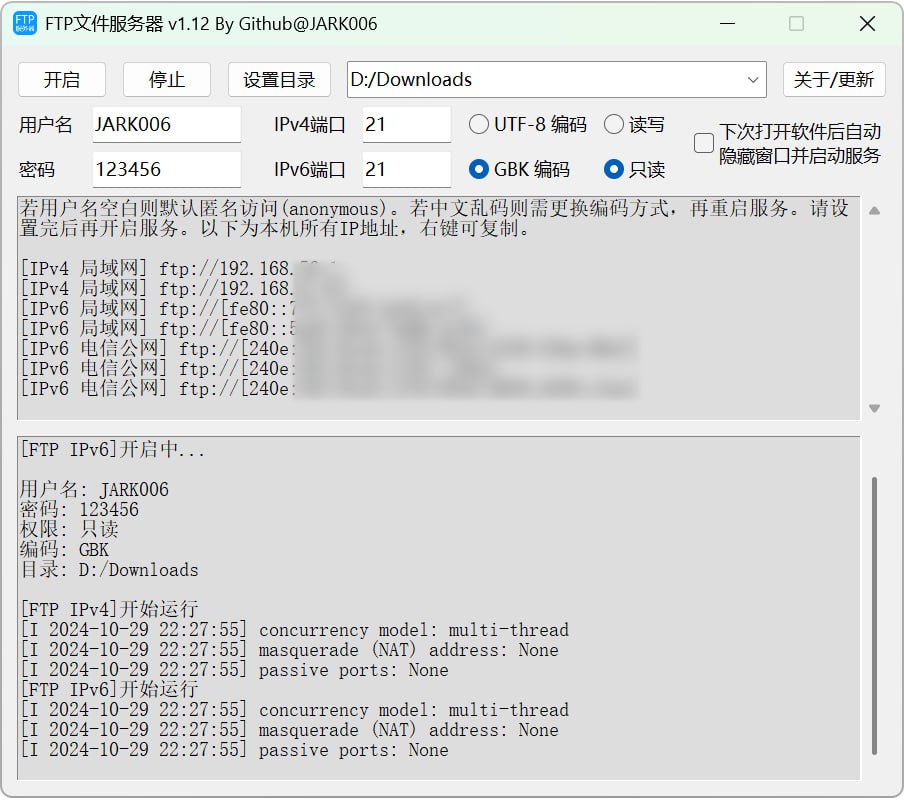 FTP文件服务器 v1.12 By Github@JARK006
开启 停止 设置目录 D:/Downloads 关于/更新
用户名 JARK006 IPv4端口 21 UTF-8 编码 读写
密码 123456 IPv6端口 21 GBK 编码 只读
下次打开软件后自动
隐藏窗口并启动服务
若用户名空白则默认匿名访问(anonymous)。若中文乱码则需更换编码方式，再重启服务。请设
置完后再开启服务。以下为本机所有IP地址，右键可复制。
[IPv4 局域网] ftp://192.168.
[IPv4 局域网] ftp://192.168.
[IPv6 局域网] ftp://[fe80::
[IPv6 局域网] ftp://[fe80::
[IPv6 电信公网] ftp://[240e:
[IPv6 电信公网] ftp://[240e:
[IPv6 电信公网] ftp://[240e:
[FTP IPv6]开启中...
用户名: JARK006
密码: 123456
权限: 只读
编码: GBK
目录: D:/Downloads
[FTP IPv4]开始运行
[I 2024-10-29 22:27:55] concurrency model: multi-thread
[I 2024-10-29 22:27:55] masquerade (NAT) address: None
[I 2024-10-29 22:27:55] passive ports: None
[FTP IPv6]开始运行
[I 2024-10-29 22:27:55] concurrency model: multi-thread
[I 2024-10-29 22:27:55] masquerade (NAT) address: None
[I 2024-10-29 22:27:55] passive ports: None